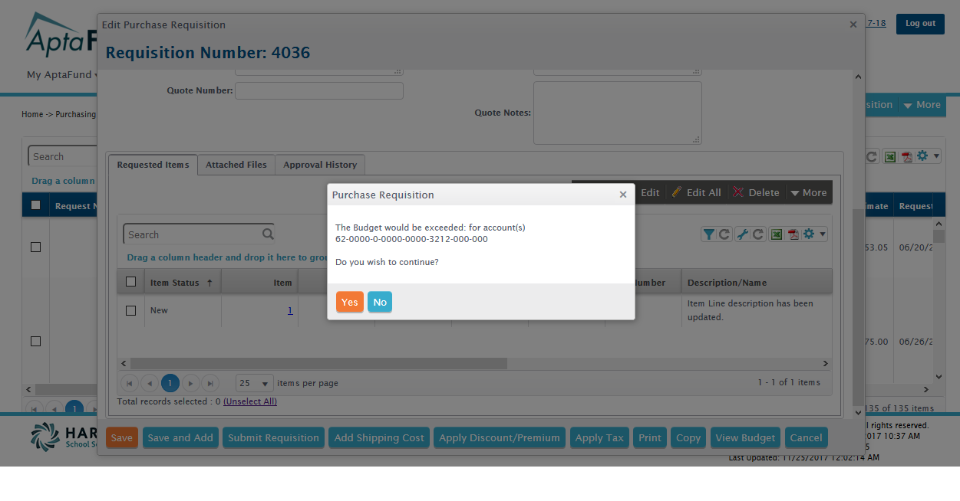 Edit Purchase Requisition
×
Requisition Number: 4036
AptaF
7-18
Log out
My AptaFund
Home -> Purchasing
sition
More
Quote Number:
Quote Notes:
Search
Drag a column
Request N
mate
Reques
53.05
06/20/2
75.00
06/26/2
Requested Items
Attached Files
Approval History
Edit
Edit All
Delete
More
Search
Drag a column header and drop it here to grou
Item Status ↑
Item
umber
Description/Name
New
1
Item Line description has been
updated.
Purchase Requisition
×
The Budget would be exceeded: for account(s)
62-0000-0-0000-0000-3212-000-000
Do you wish to continue?
Yes
No
1
25
items per page
1 - 1 of 1 items
Total records selected : 0 (Unselect All)
1
135 of 135 items
Save
Save and Add
Submit Requisition
Add Shipping Cost
Apply Discount/Premium
Apply Tax
Print
Copy
View Budget
Cancel
HAR
School S
l rights reserved.
017 10:37 AM
5
Last Updated: 11/25/2017 12:02:14 AM